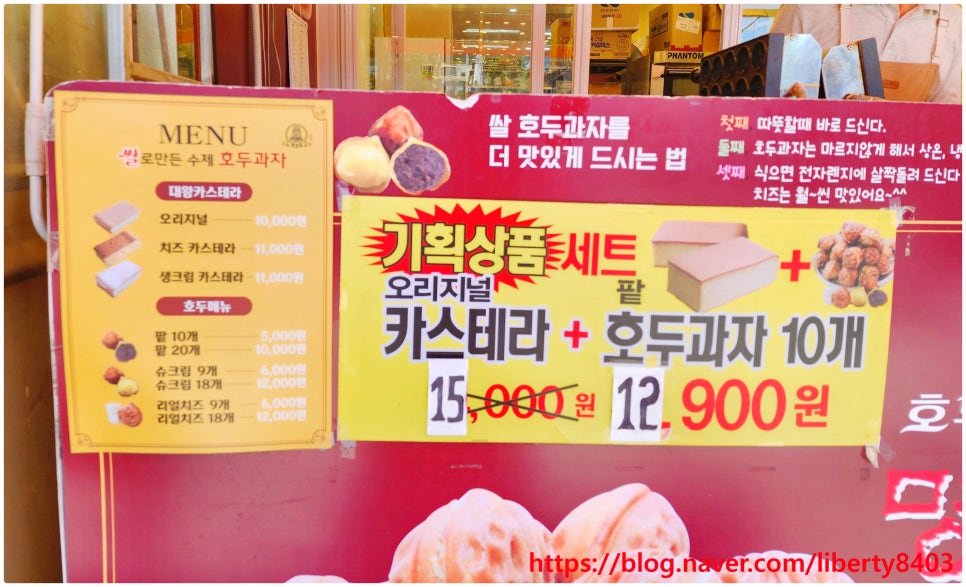 MENU
쌀로만든 수제 호두과자
대왕카스테라
오리지널 10,000원
치즈 카스테라 11,000원
생크림 카스테라 11,000원
호두메뉴
팥 10개 5,000원
팥 20개 10,000원
슈크림 9개 6,000원
슈크림 18개 12,000원
리얼치즈 9개 6,000원
리얼치즈 18개 12,000원
쌀 호두과자를
더 맛있게 드시는 법
첫째 따뜻할때 바로 드신다.
둘째 호두과자는 마르지않게 해서 상온, 냉
셋째 식으면 전자렌지에 살짝돌려 드신다
치즈는 훨~씬 맛있어요~^^
기획상품 세트
오리지널 팥
카스테라 + 호두과자 10개
15,000원 12,900원
PHANTOM
호
https://blog.naver.com/liberty8403